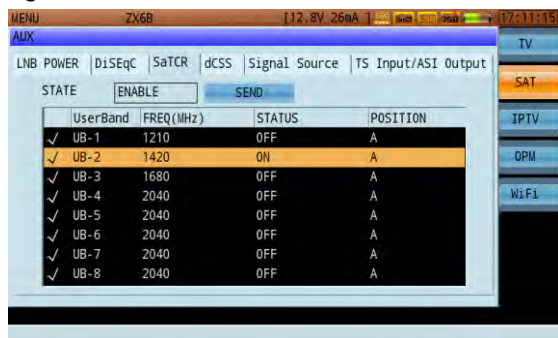 MENU ZX6B [12.8V 26mA ] 17:11:15
AUX
TV
LNB POWER DiSEqC SaTCR dCSS Signal Source TS Input/ASI Output
STATE ENABLE SEND
SAT
UserBand FREQ(MHz) STATUS POSITION
IPTV
✓ UB-1 1210 OFF A
✓ UB-2 1420 ON A
OPM
✓ UB-3 1680 OFF A
✓ UB-4 2040 OFF A
WiFi
✓ UB-5 2040 OFF A
✓ UB-6 2040 OFF A
✓ UB-7 2040 OFF A
✓ UB-8 2040 OFF A